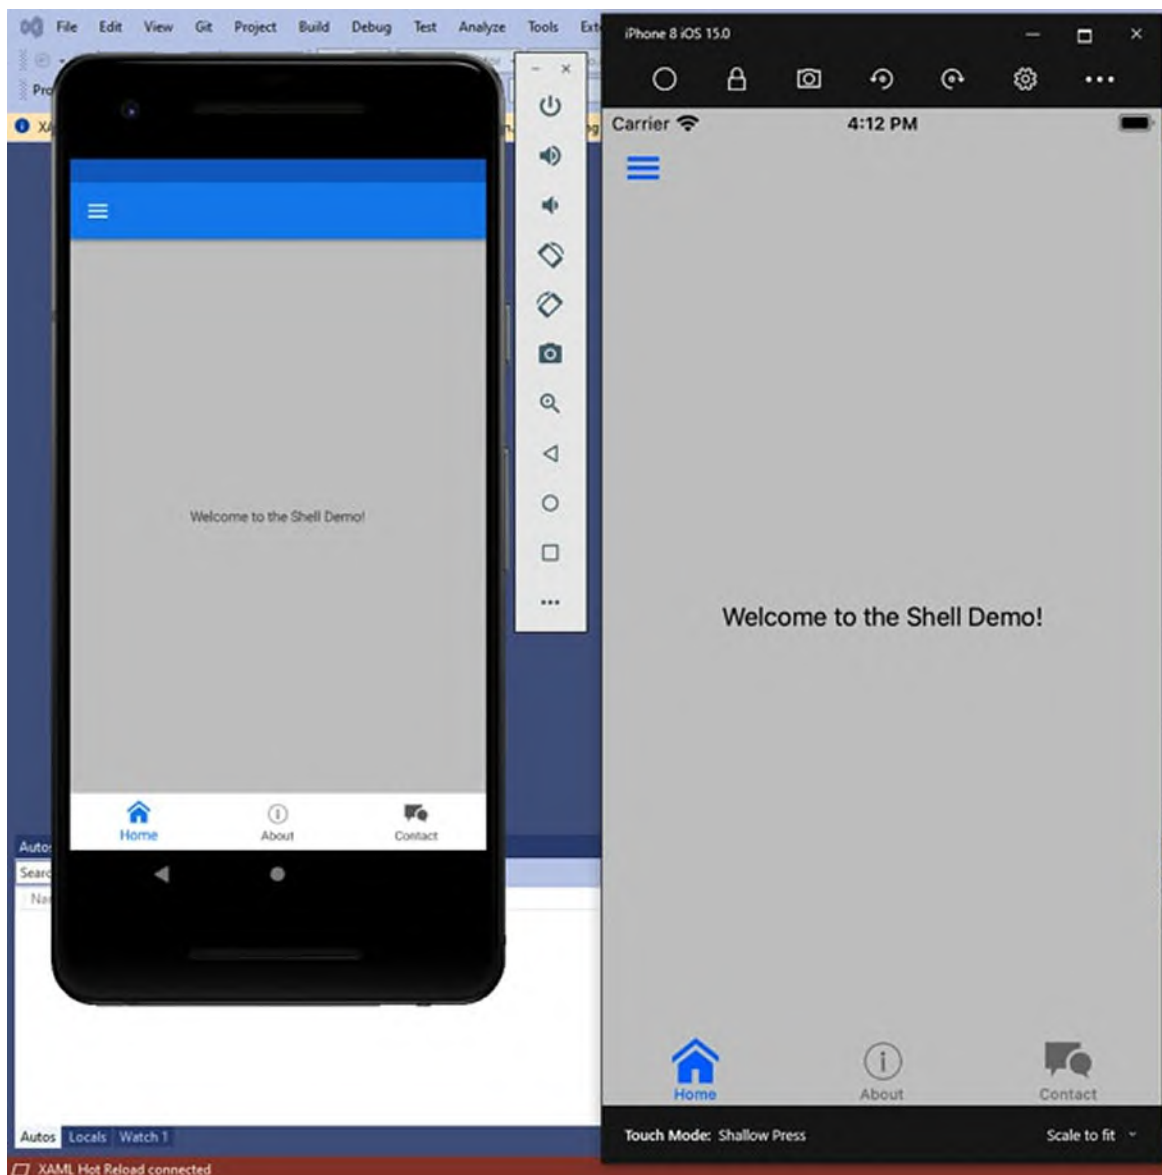 File Edit View Git Project Build Debug Test Analyze Tools
iPhone 8 iOS 15.0
Carrier
4:12 PM
Welcome to the Shell Demo!
Home
About
Contact
Welcome to the Shell Demo!
Home
About
Contact
Touch Mode: Shallow Press
Scale to fit
Autos Locals Watch 1
XAML Hot Reload connected